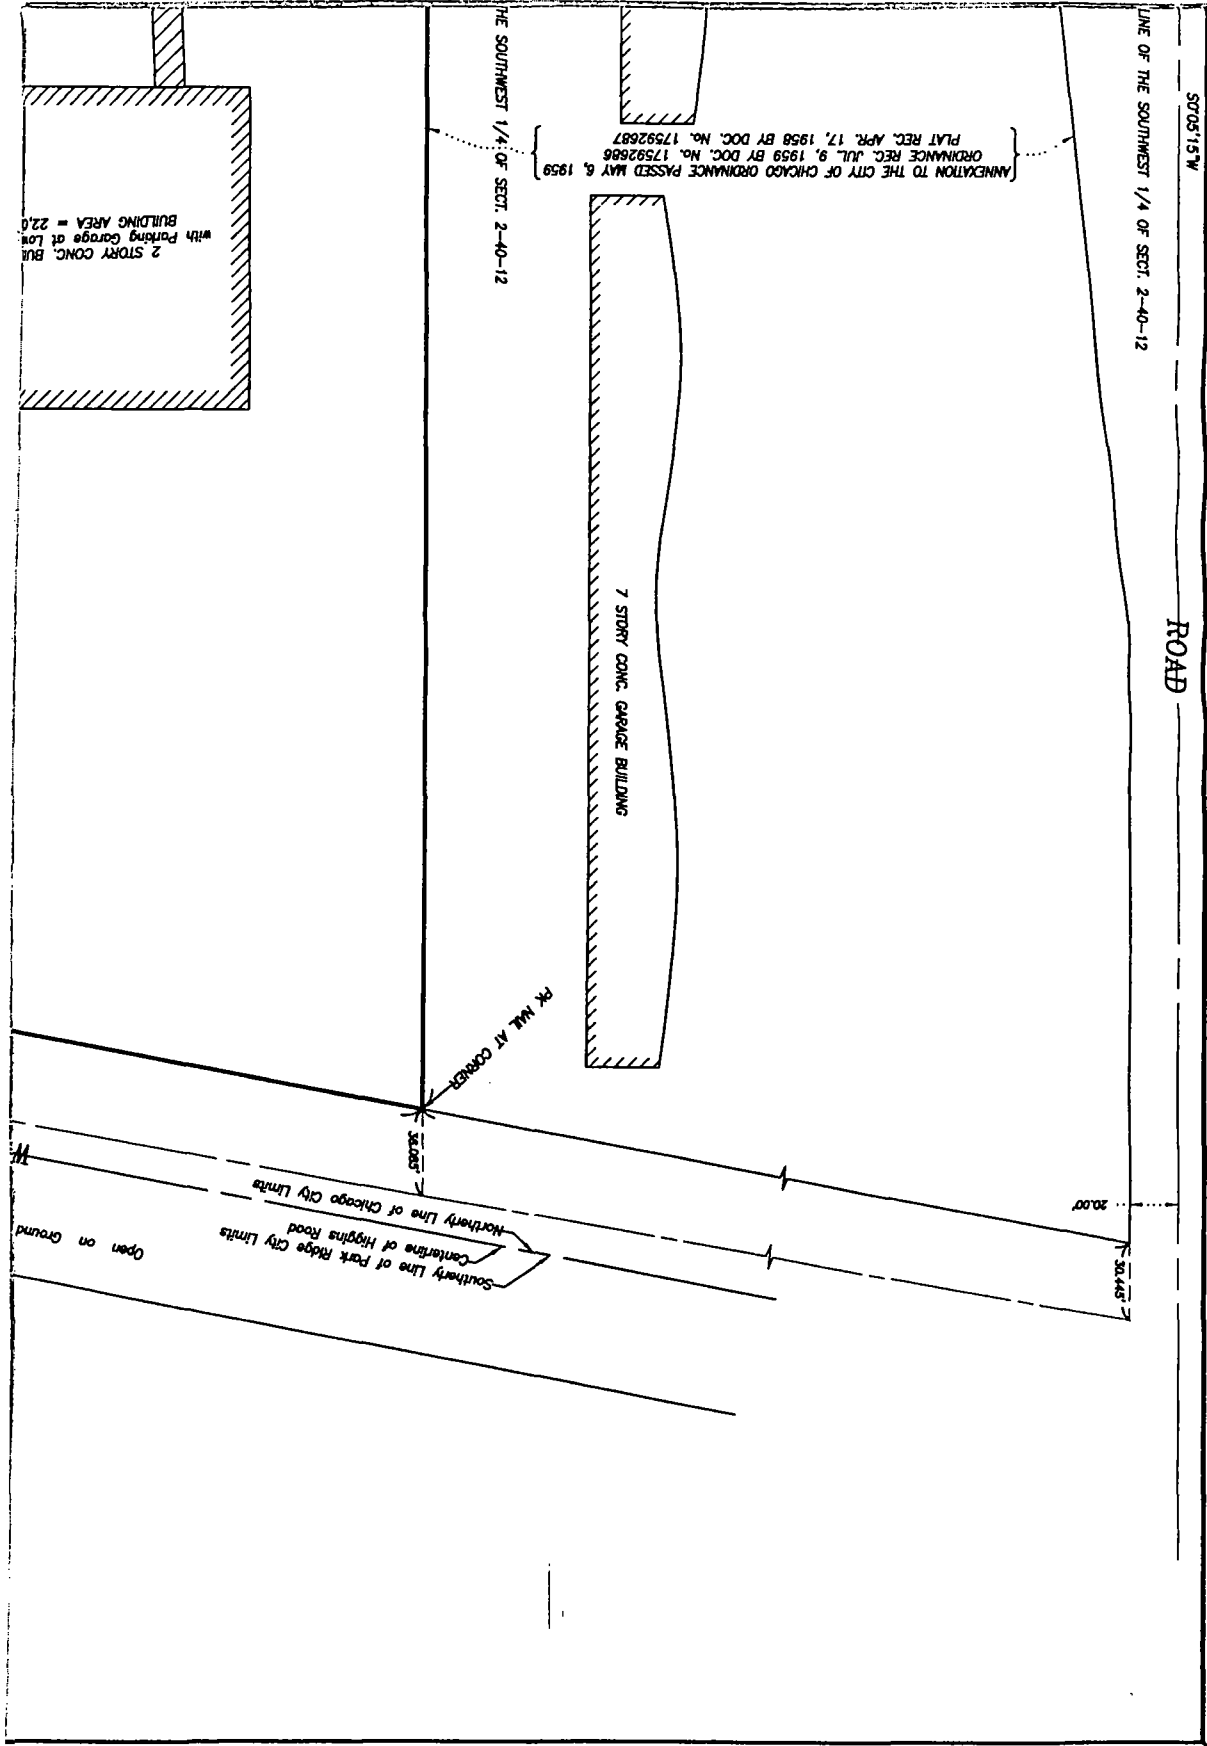 S0°05'15"W
ROAD
LINE OF THE SOUTHWEST 1/4 OF SECT. 2-40-12
THE SOUTHWEST 1/4 OF SECT. 2-40-12
ANNEXATION TO THE CITY OF CHICAGO ORDINANCE PASSED MAY 6, 1959
ORDINANCE REC. JUL. 9, 1959 BY DOC. No. 17592686
PLAT REC. APR. 17, 1958 BY DOC. No. 17592687
2 STORY CONC.
with Parking Garage at
BUILDING AREA =
7 STORY CONC. GARAGE BUILDING
PK NAIL AT CORNER
36.085'
20.00'
30.445'
Northerly Line of Chicago City Limits
Centerline of Higgins Road
Southerly Line of Park Ridge City Limits
W
Open on Ground